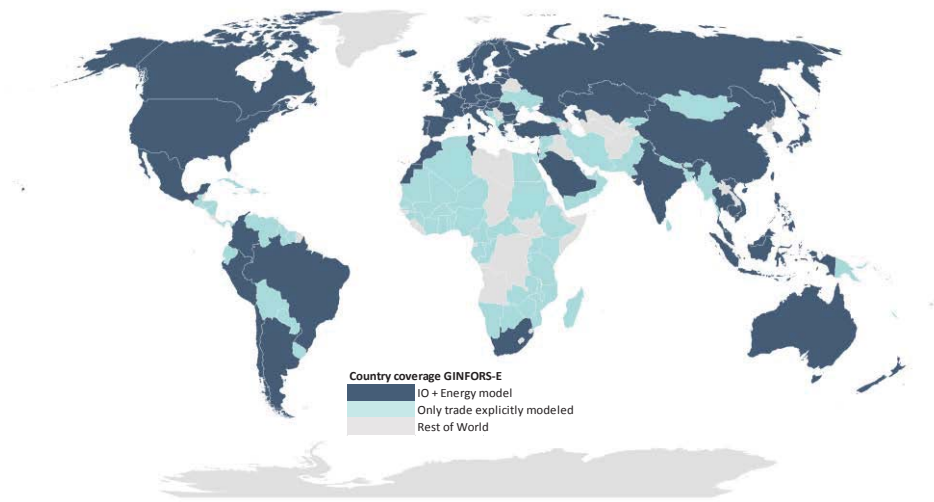 Country coverage GINFORS-E
IO + Energy model
Only trade explicitly modeled
Rest of World